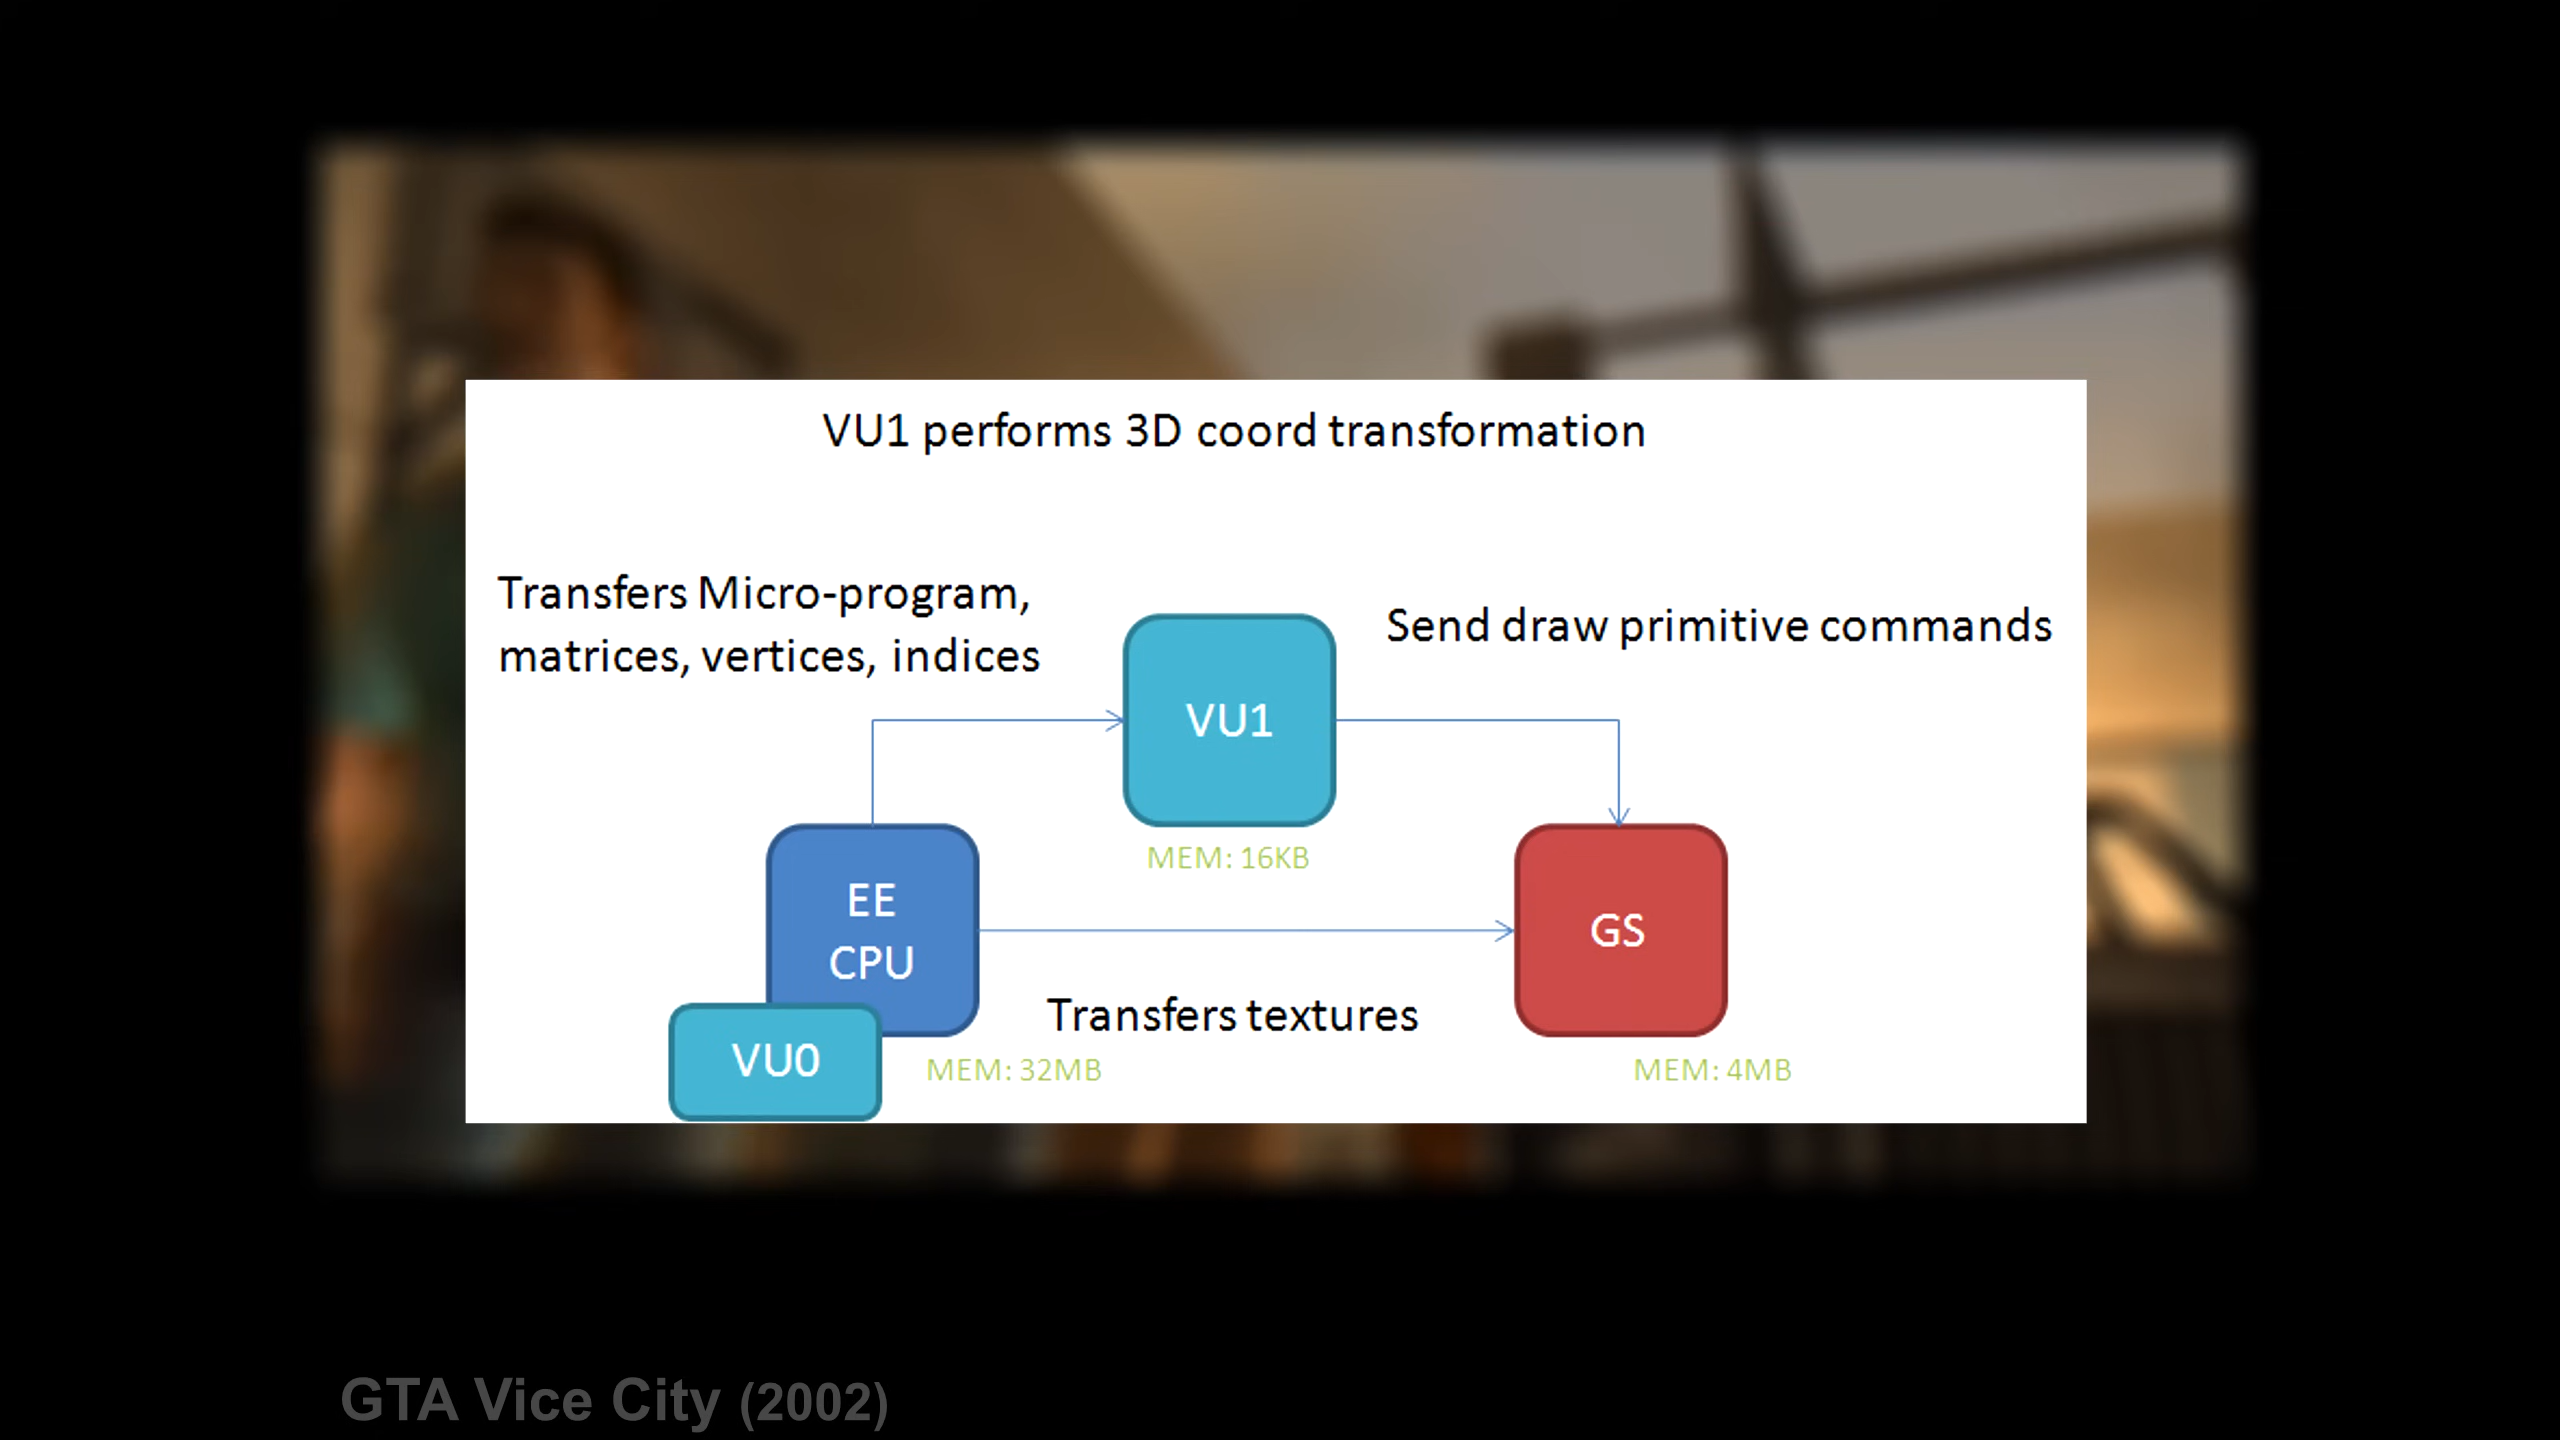 VU1 performs 3D coord transformation
Transfers Micro-program,
matrices, vertices, indices
Send draw primitive commands
VU1
MEM: 16KB
EE
CPU
GS
Transfers textures
VU0
MEM: 32MB
MEM: 4MB
GTA Vice City (2002)